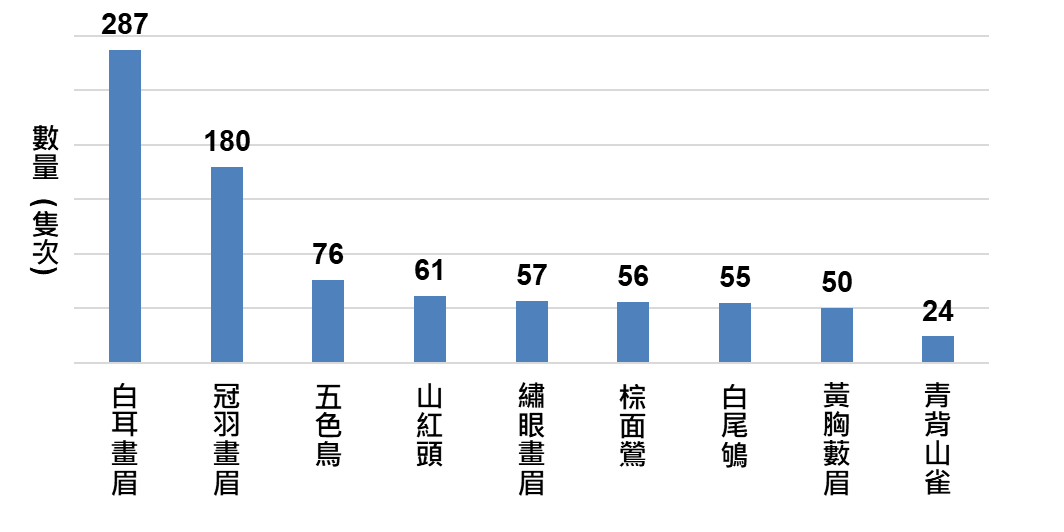 287
180
76
61
57
56
55
50
24
數量（隻次）
白耳畫眉
冠羽畫眉
五色鳥
山紅頭
繡眼畫眉
棕面鶯
白尾鴝
黃胸藪眉
青背山雀